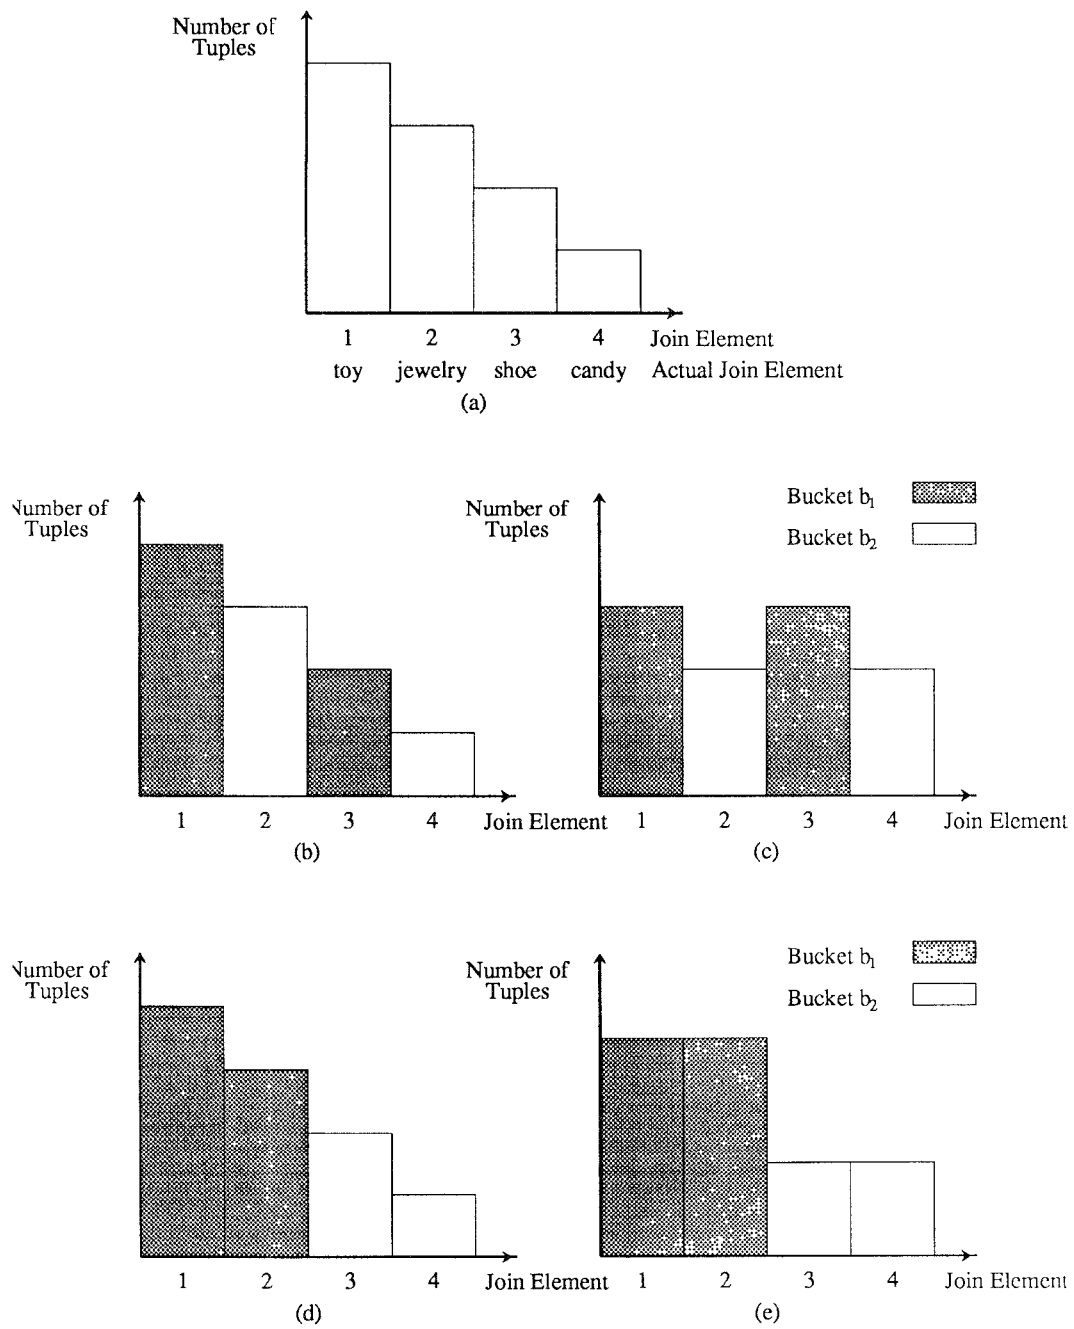 Number of
Tuples
1 2 3 4 Join Element
toy jewelry shoe candy Actual Join Element
(a)
Number of
Tuples
1 2 3 4 Join Element
(b)
Number of
Tuples
Bucket b1
Bucket b2
1 2 3 4 Join Element
(c)
Number of
Tuples
1 2 3 4 Join Element
(d)
Number of
Tuples
Bucket b1
Bucket b2
1 2 3 4 Join Element
(e)